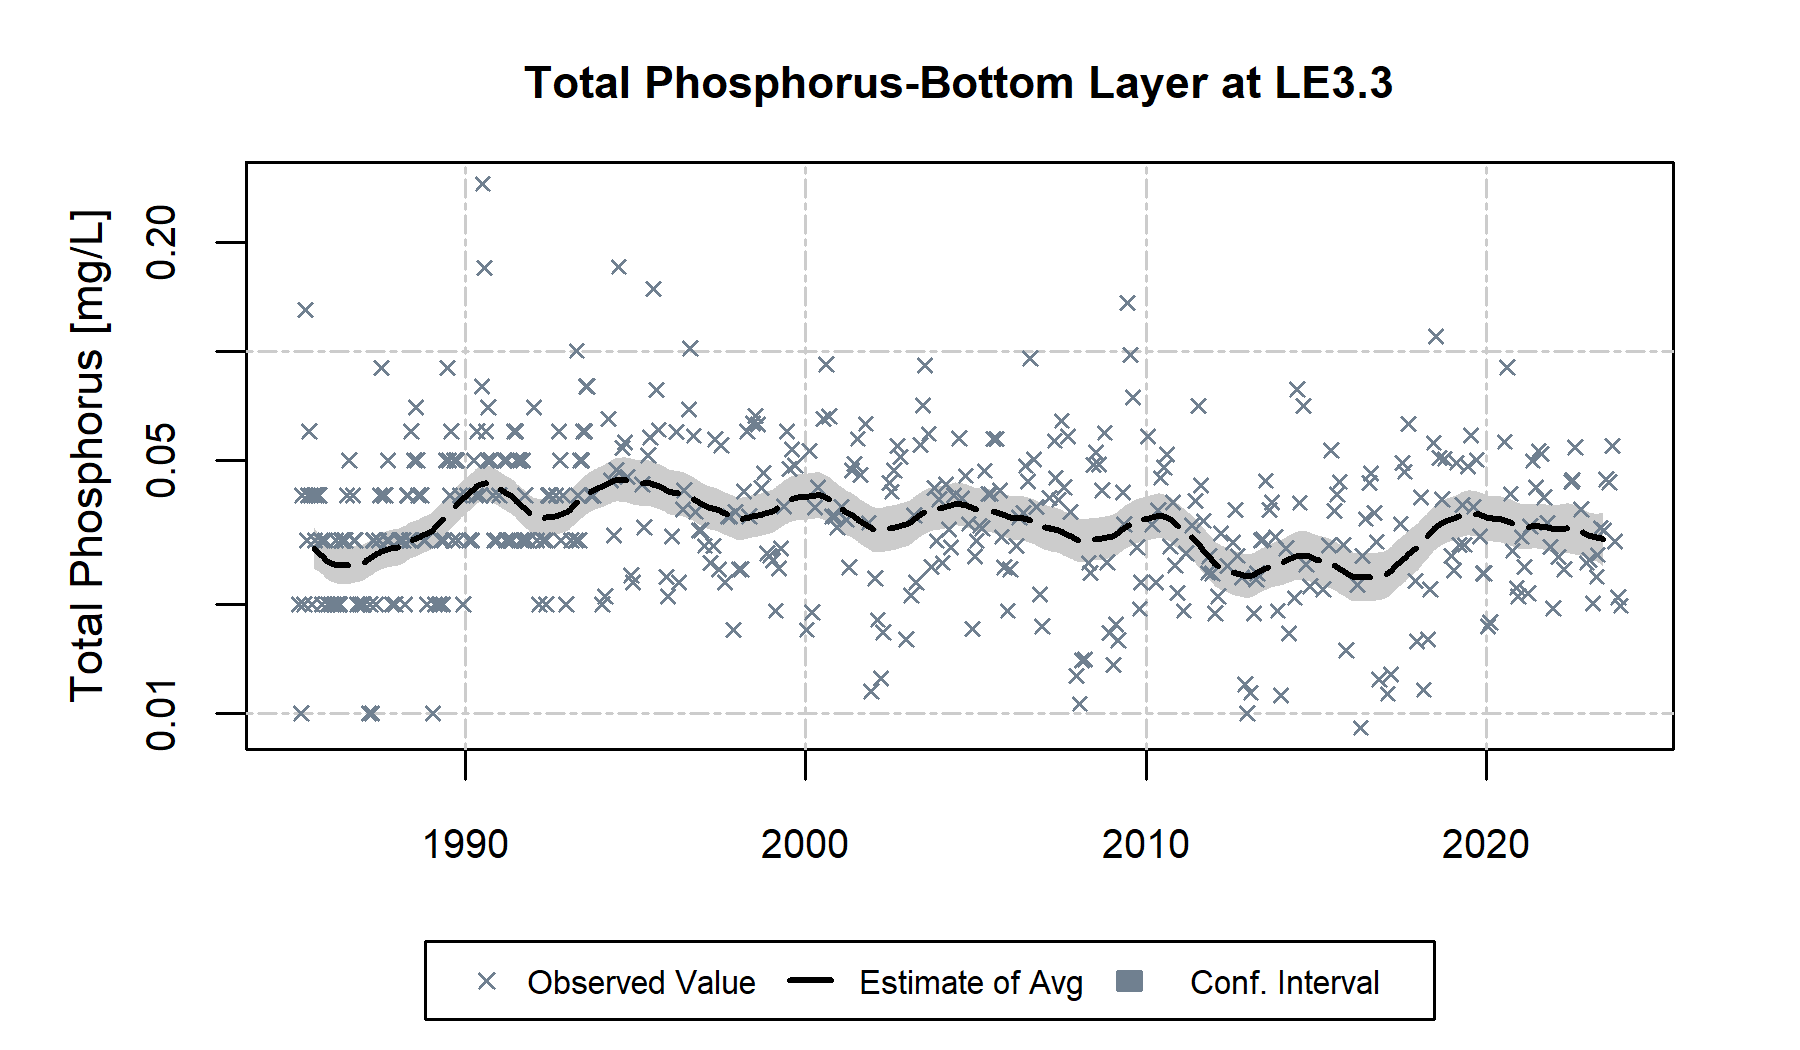 Total Phosphorus-Bottom Layer at LE3.3
Total Phosphorus [mg/L]
0.20
0.05
0.01
1990 2000 2010 2020
Observed Value Estimate of Avg Conf. Interval